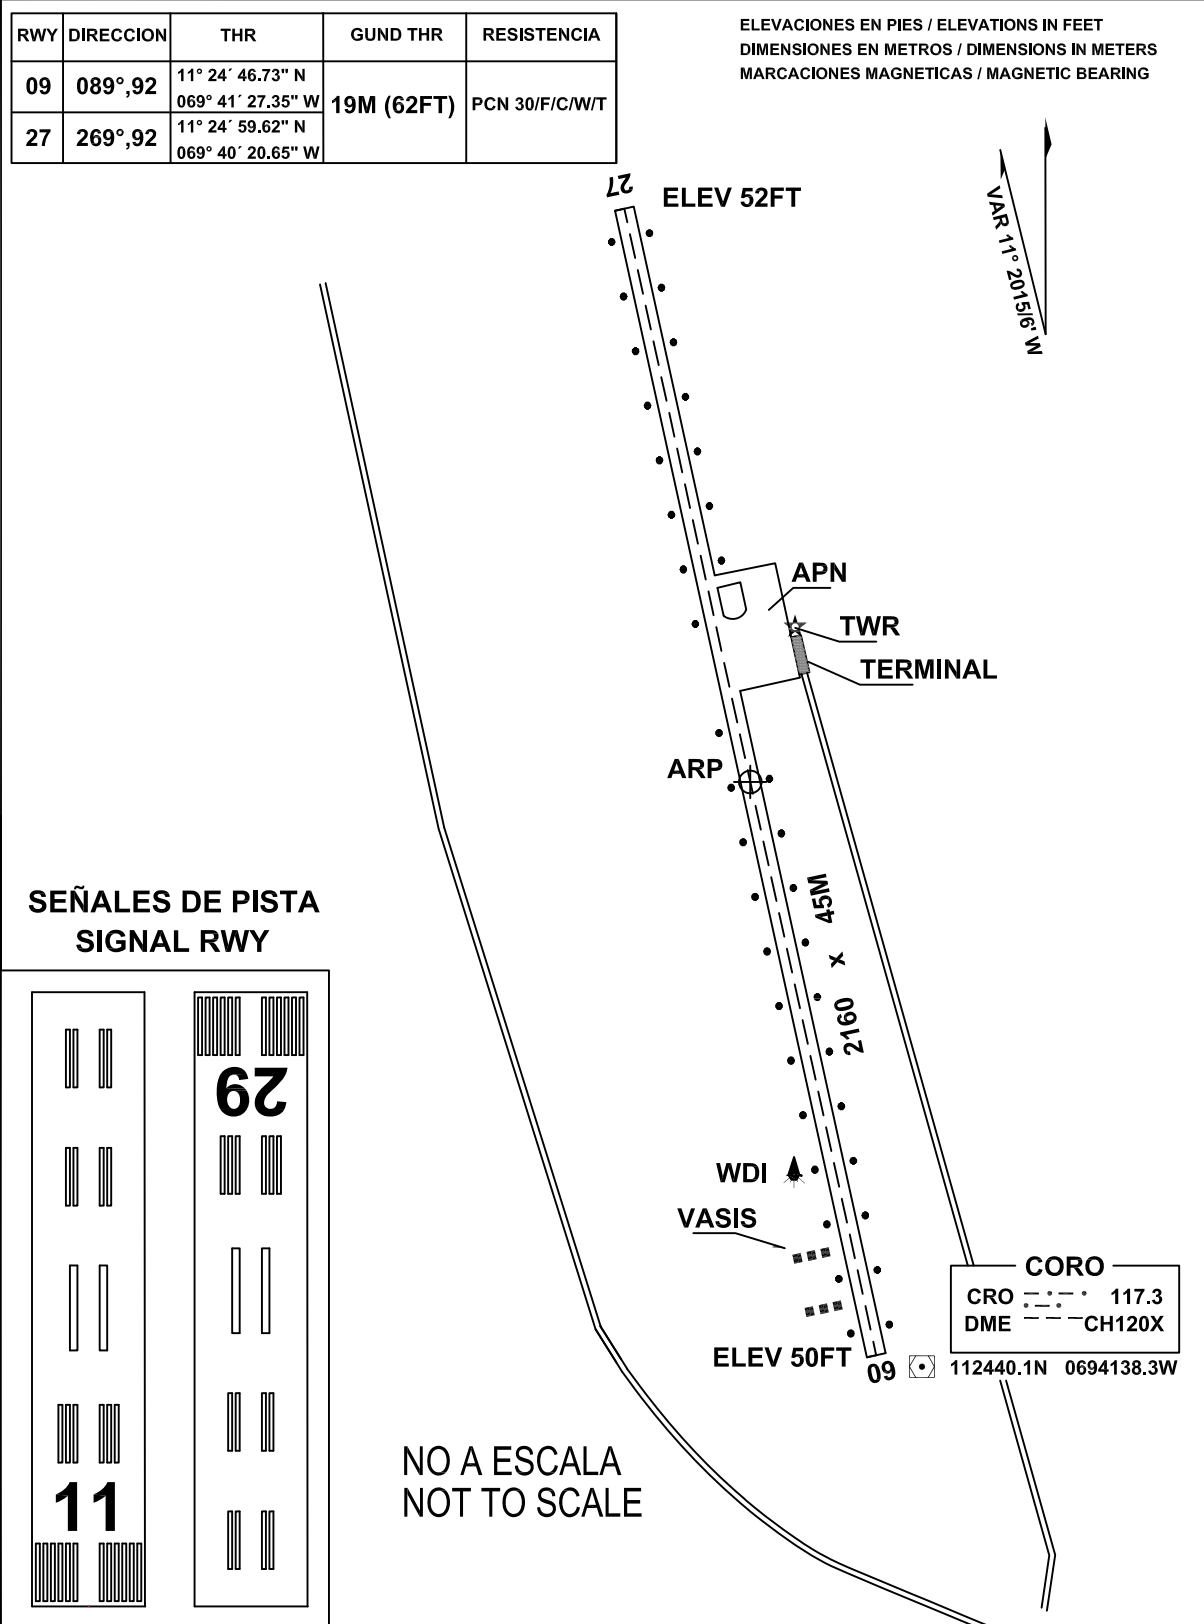 RWY DIRECCION THR GUND THR RESISTENCIA
09 089°,92 11° 24´ 46.73" N
069° 41´ 27.35" W
19M (62FT) PCN 30/F/C/W/T
27 269°,92 11° 24´ 59.62" N
069° 40´ 20.65" W
ELEVACIONES EN PIES / ELEVATIONS IN FEET
DIMENSIONES EN METROS / DIMENSIONS IN METERS
MARCACIONES MAGNETICAS / MAGNETIC BEARING
VAR 11° 2015/6' W
27
ELEV 52FT
APN
TWR
TERMINAL
ARP
2160 x 45M
WDI
VASIS
ELEV 50FT
09
CORO
CRO 117.3
DME CH120X
112440.1N 0694138.3W
SEÑALES DE PISTA
SIGNAL RWY
29
11
NO A ESCALA
NOT TO SCALE